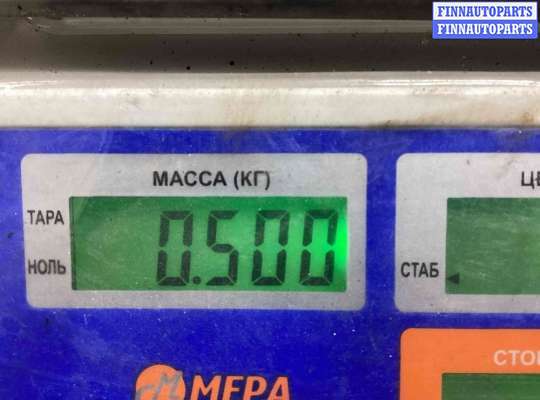 FINNAUTOPARTS
FINNAUTOPARTS
МАССА (КГ)
ТАРА
НОЛЬ
0.500
СТАБ
МЕРА